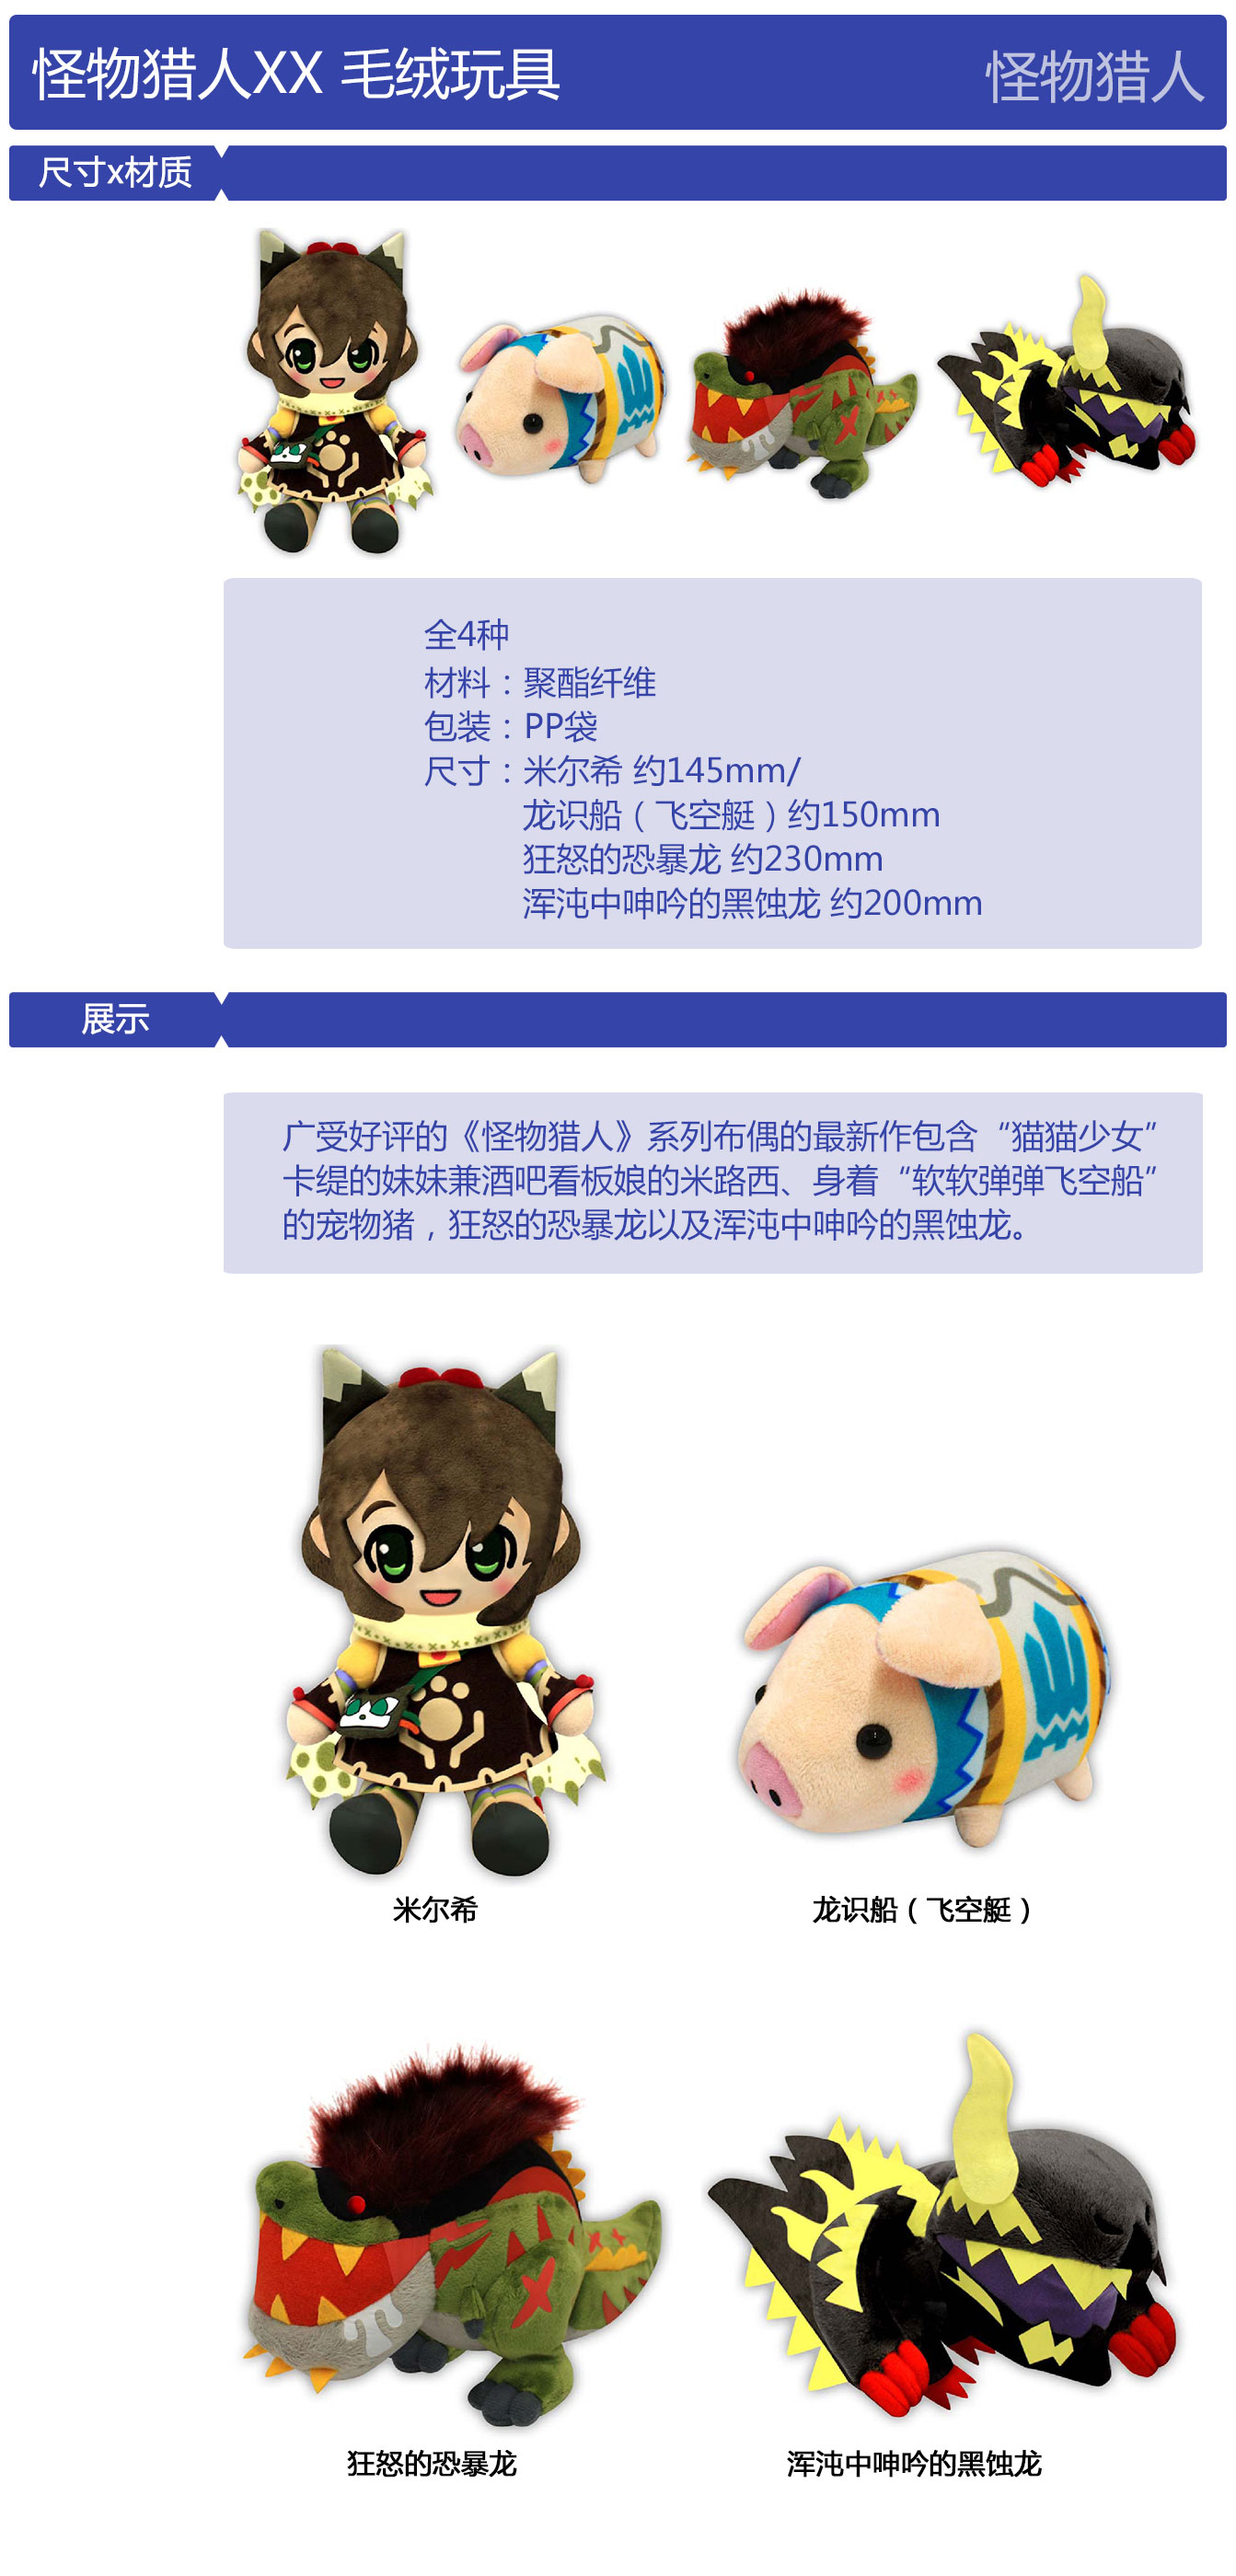 怪物猎人XX 毛绒玩具
怪物猎人
尺寸x材质
全4种
材料：聚酯纤维
包装：PP袋
尺寸：米尔希 约145mm/
龙识船（飞空艇）约150mm
狂怒的恐暴龙 约230mm
浑沌中呻吟的黑蚀龙 约200mm
展示
广受好评的《怪物猎人》系列布偶的最新作包含“猫猫少女”
卡缇的妹妹兼酒吧看板娘的米路西、身着“软软弹弹飞空船”
的宠物猪，狂怒的恐暴龙以及浑沌中呻吟的黑蚀龙。
米尔希
龙识船（飞空艇）
狂怒的恐暴龙
浑沌中呻吟的黑蚀龙